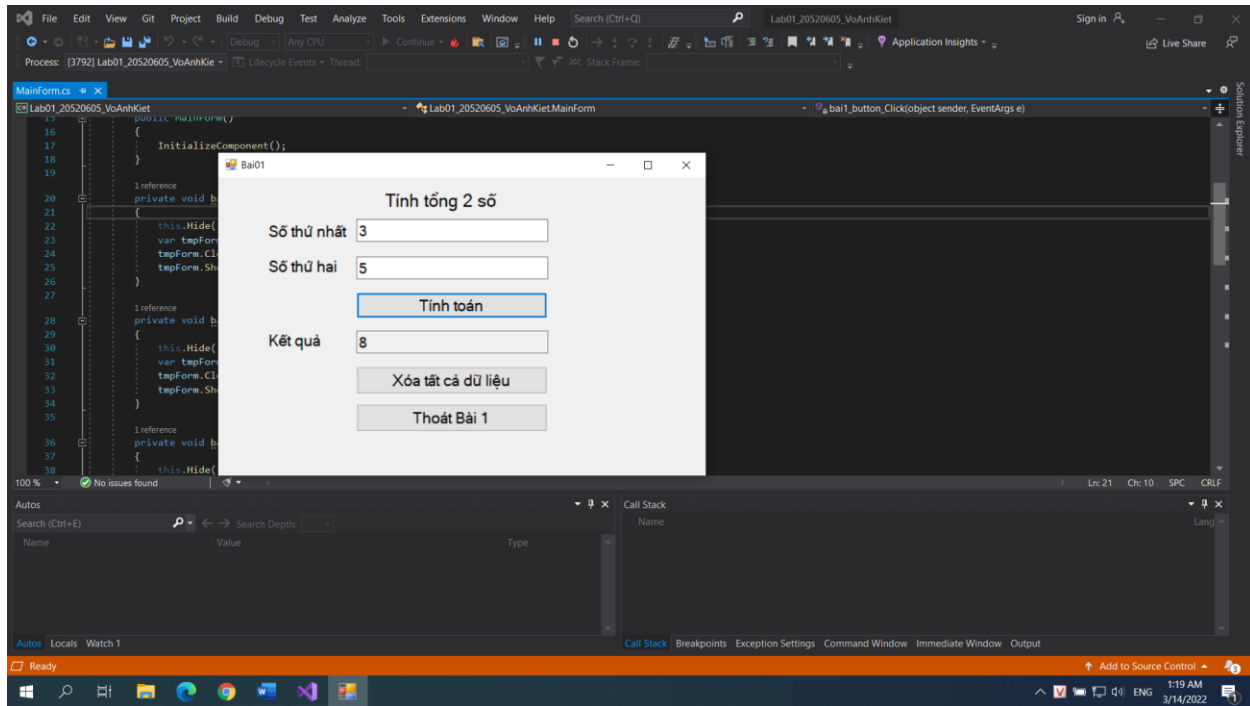 File Edit View Git Project Build Debug Test Analyze Tools Extensions Window Help Search (Ctrl+Q) Lab01_20520605_VoAnhKiet Sign in
Debug Any CPU Continue Application Insights Live Share
Process: [3792] Lab01_20520605_VoAnhKie Lifecycle Events Thread: Stack Frame:
MainForm.cs
Lab01_20520605_VoAnhKiet Lab01_20520605_VoAnhKiet.MainForm bai1_button_Click(object sender, EventArgs e)
Solution Explorer
15 public MainForm()
16 {
17 InitializeComponent();
18 }
19
1 reference
20 private void b
21 {
22 this.Hide(
23 var tmpFor
24 tmpForm.Cl
25 tmpForm.Sh
26 }
27
1 reference
28 private void b
29 {
30 this.Hide(
31 var tmpFor
32 tmpForm.Cl
33 tmpForm.Sh
34 }
35
1 reference
36 private void b
37 {
38 this.Hide(
Bai01
Tính tổng 2 số
Số thứ nhất 3
Số thứ hai 5
Tính toán
Kết quả 8
Xóa tất cả dữ liệu
Thoát Bài 1
100 % No issues found Ln: 21 Ch: 10 SPC CRLF
Autos
Search (Ctrl+E) Search Depth:
Name Value Type
Call Stack
Name Lang
Autos Locals Watch 1
Call Stack Breakpoints Exception Settings Command Window Immediate Window Output
Ready Add to Source Control 3
ENG 1:19 AM
3/14/2022 1